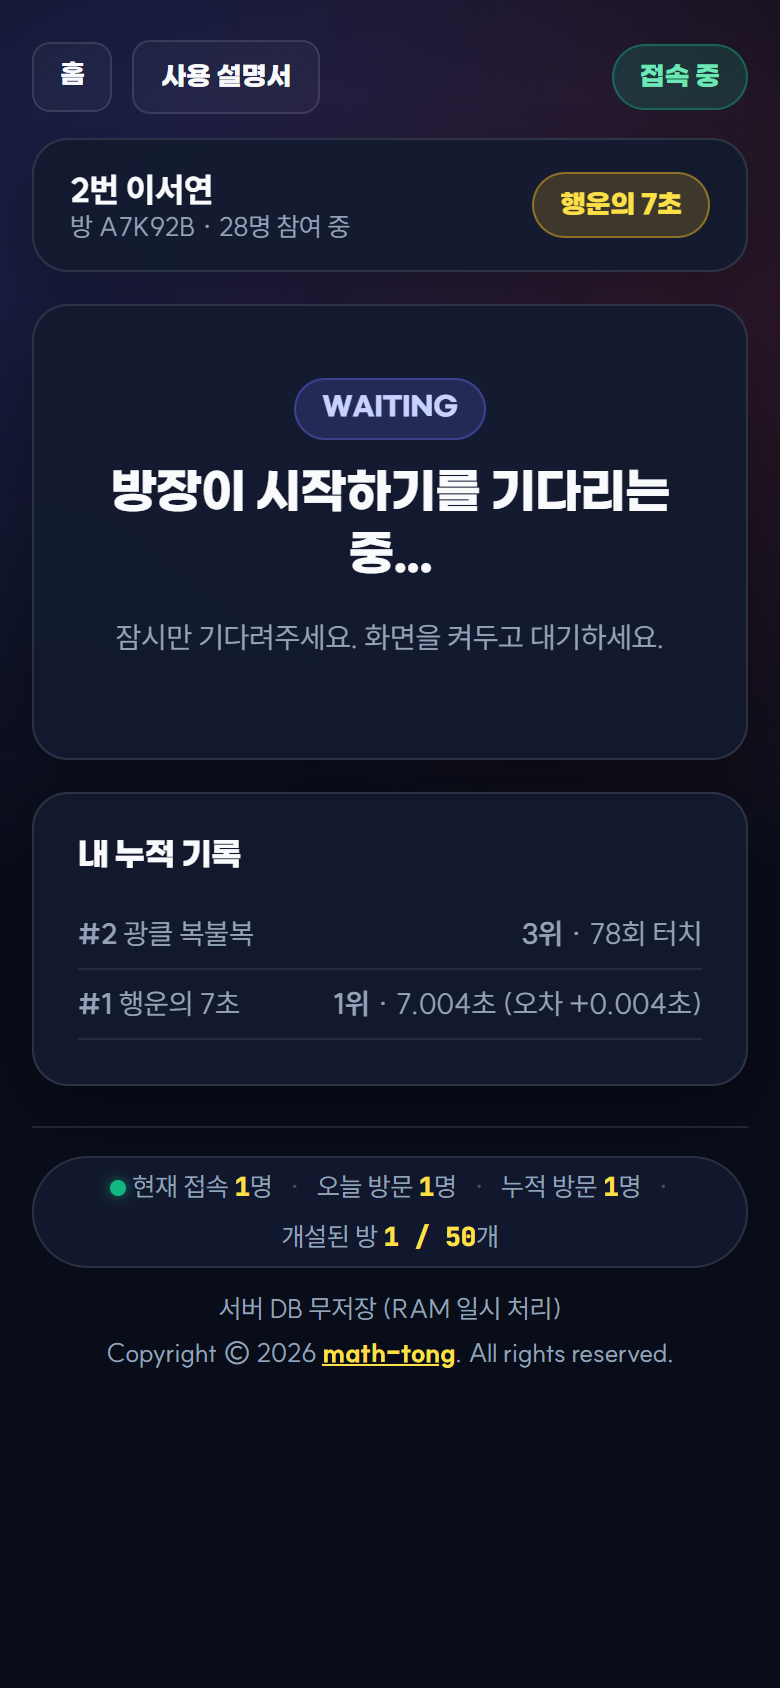 홈 사용 설명서 접속 중
2번 이서연
방 A7K92B · 28명 참여 중
행운의 7초
WAITING
방장이 시작하기를 기다리는
중...
잠시만 기다려주세요. 화면을 켜두고 대기하세요.
내 누적 기록
#2 광클 복불복 3위 · 78회 터치
#1 행운의 7초 1위 · 7.004초 (오차 +0.004초)
현재 접속 1명 · 오늘 방문 1명 · 누적 방문 1명 ·
개설된 방 1 / 50개
서버 DB 무저장 (RAM 일시 처리)
Copyright © 2026 math-tong. All rights reserved.